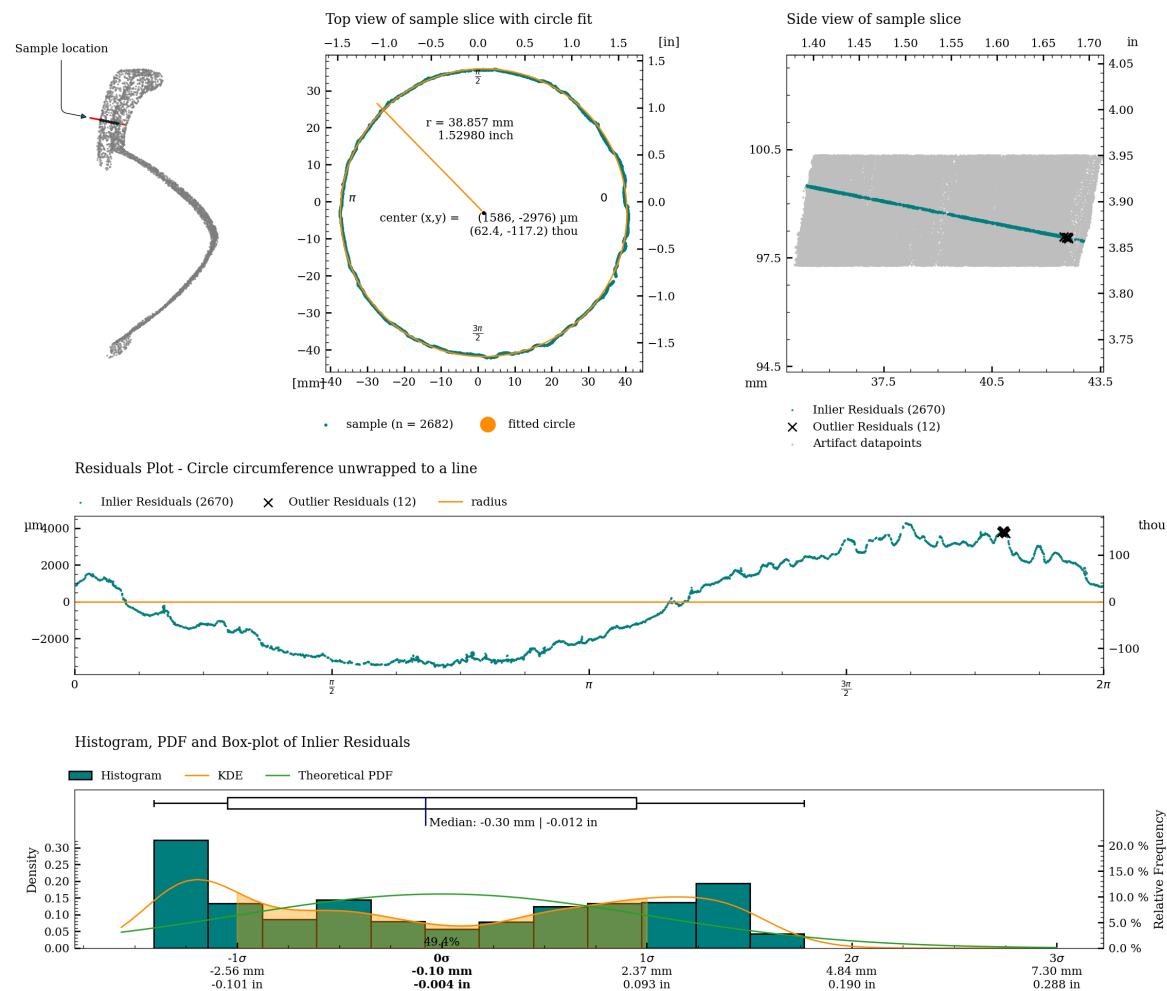 Sample location
Top view of sample slice with circle fit
−1.5 −1.0 −0.5 0.0 0.5 1.0 1.5 [in]
30
20
10
0
−10
−20
−30
−40
1.5
1.0
0.5
0.0
−0.5
−1.0
−1.5
π/2
r = 38.857 mm
1.52980 inch
π
0
center (x,y) = (1586, -2976) µm
(62.4, -117.2) thou
3π/2
[mm] −40 −30 −20 −10 0 10 20 30 40
sample (n = 2682)
fitted circle
Side view of sample slice
1.40 1.45 1.50 1.55 1.60 1.65 1.70 in
100.5
97.5
94.5
4.05
4.00
3.95
3.90
3.85
3.80
3.75
mm 37.5 40.5 43.5
Inlier Residuals (2670)
Outlier Residuals (12)
Artifact datapoints
Residuals Plot - Circle circumference unwrapped to a line
Inlier Residuals (2670) Outlier Residuals (12) radius
µm
4000
2000
0
−2000
thou
100
0
−100
0 π/2 π 3π/2 2π
Histogram, PDF and Box-plot of Inlier Residuals
Histogram KDE Theoretical PDF
Median: -0.30 mm | -0.012 in
Density
0.30
0.25
0.20
0.15
0.10
0.05
0.00
20.0 %
15.0 %
10.0 %
5.0 %
0.0 %
Relative Frequency
49.4%
-1σ 0σ 1σ 2σ 3σ
-2.56 mm -0.10 mm 2.37 mm 4.84 mm 7.30 mm
-0.101 in -0.004 in 0.093 in 0.190 in 0.288 in